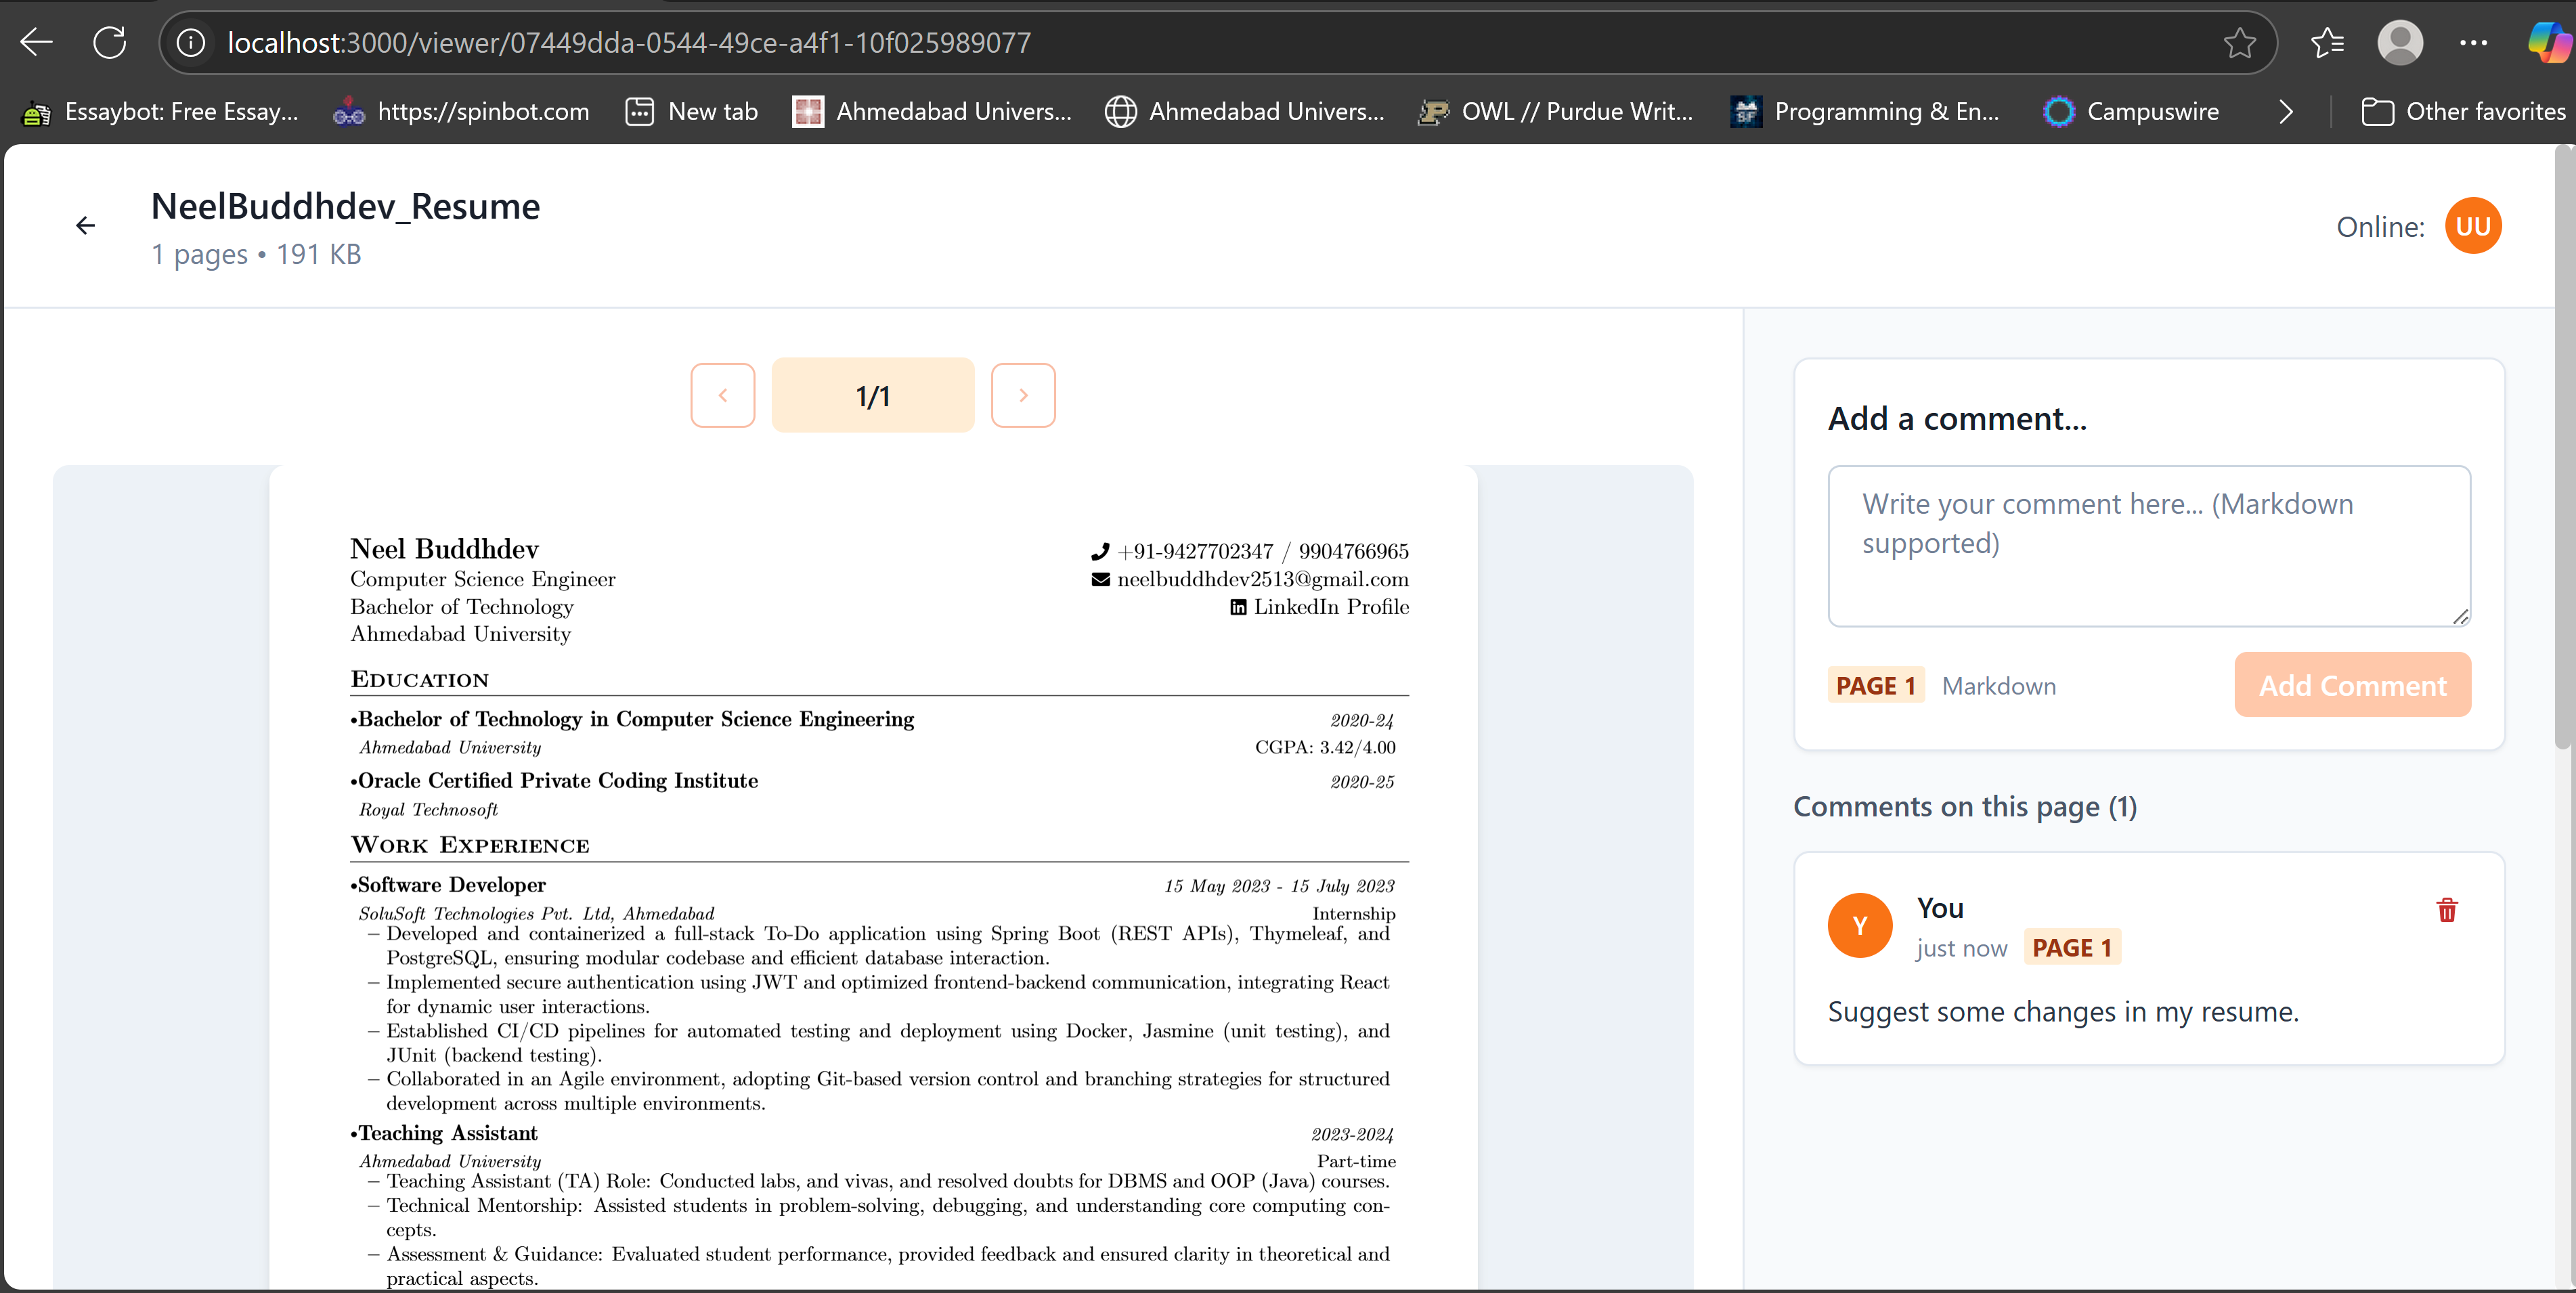 localhost:3000/viewer/07449dda-0544-49ce-a4f1-10f025989077
Essaybot: Free Essay...
https://spinbot.com
New tab
Ahmedabad Univers...
Ahmedabad Univers...
OWL // Purdue Writ...
Programming & En...
Campuswire
Other favorites
NeelBuddhdev_Resume
1 pages • 191 KB
Online:
UU
1/1
Neel Buddhdev
Computer Science Engineer
Bachelor of Technology
Ahmedabad University
+91-9427702347 / 9904766965
neelbuddhdev2513@gmail.com
in LinkedIn Profile
EDUCATION
•Bachelor of Technology in Computer Science Engineering 2020-24
Ahmedabad University CGPA: 3.42/4.00
•Oracle Certified Private Coding Institute 2020-25
Royal Technosoft
WORK EXPERIENCE
•Software Developer 15 May 2023 - 15 July 2023
SoluSoft Technologies Pvt. Ltd, Ahmedabad Internship
– Developed and containerized a full-stack To-Do application using Spring Boot (REST APIs), Thymeleaf, and
PostgreSQL, ensuring modular codebase and efficient database interaction.
– Implemented secure authentication using JWT and optimized frontend-backend communication, integrating React
for dynamic user interactions.
– Established CI/CD pipelines for automated testing and deployment using Docker, Jasmine (unit testing), and
JUnit (backend testing).
– Collaborated in an Agile environment, adopting Git-based version control and branching strategies for structured
development across multiple environments.
•Teaching Assistant 2023-2024
Ahmedabad University Part-time
– Teaching Assistant (TA) Role: Conducted labs, and vivas, and resolved doubts for DBMS and OOP (Java) courses.
– Technical Mentorship: Assisted students in problem-solving, debugging, and understanding core computing con-
cepts.
– Assessment & Guidance: Evaluated student performance, provided feedback and ensured clarity in theoretical and
practical aspects.
Add a comment...
Write your comment here... (Markdown
supported)
PAGE 1 Markdown
Add Comment
Comments on this page (1)
Y
You
just now PAGE 1
Suggest some changes in my resume.